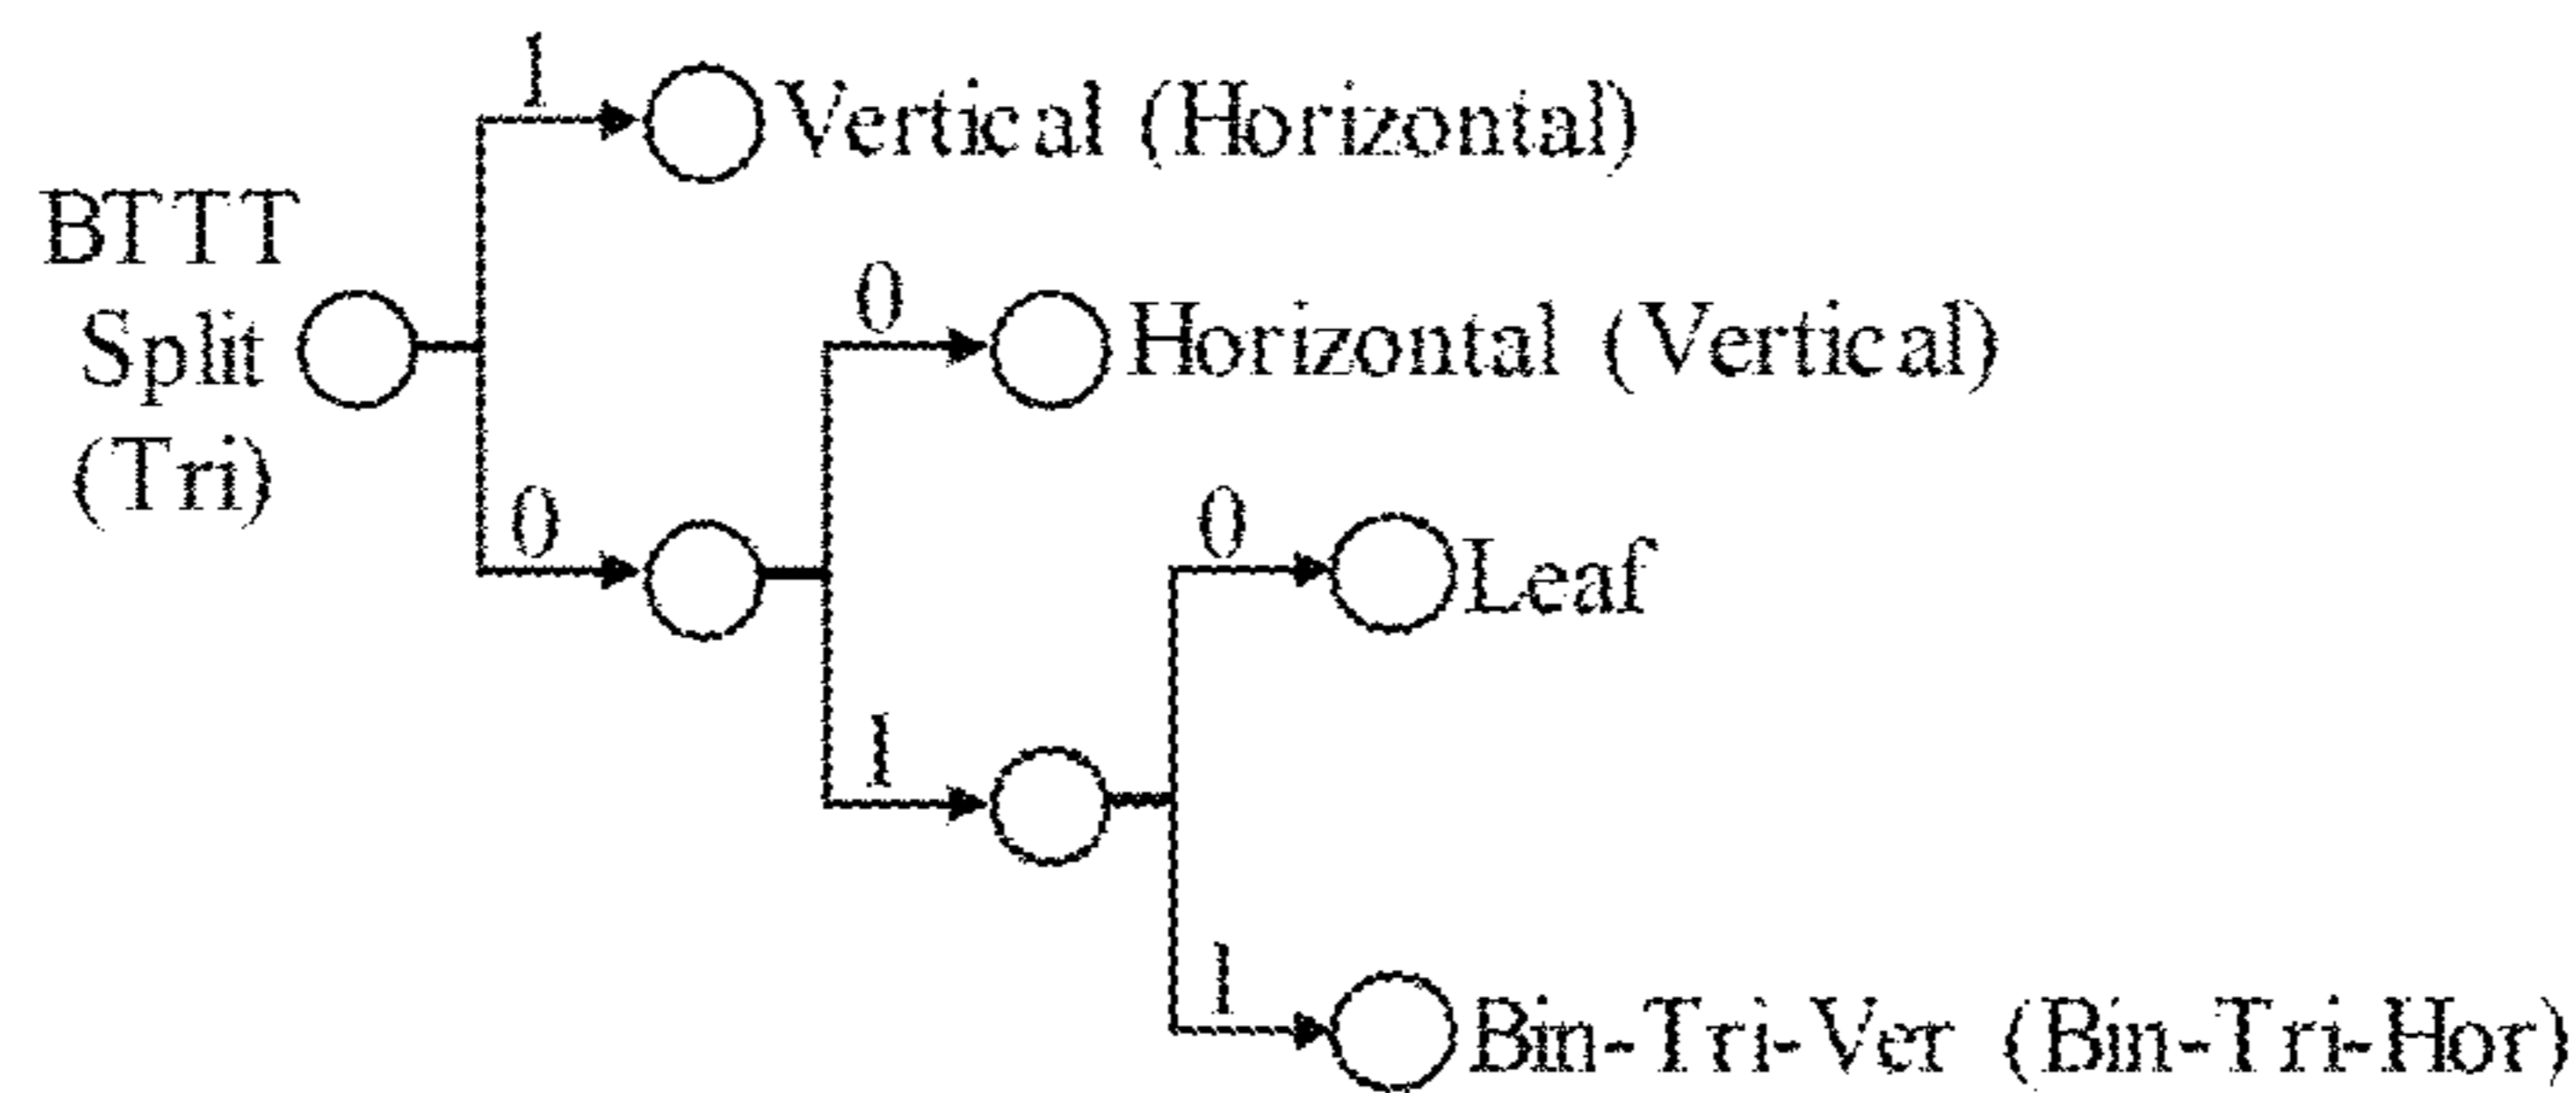 1
Vertical (Horizontal)
BTTT
Split
(Tri)
0
Horizontal (Vertical)
0
0
Leaf
1
1
Bin-Tri-Ver (Bin-Tri-Hor)